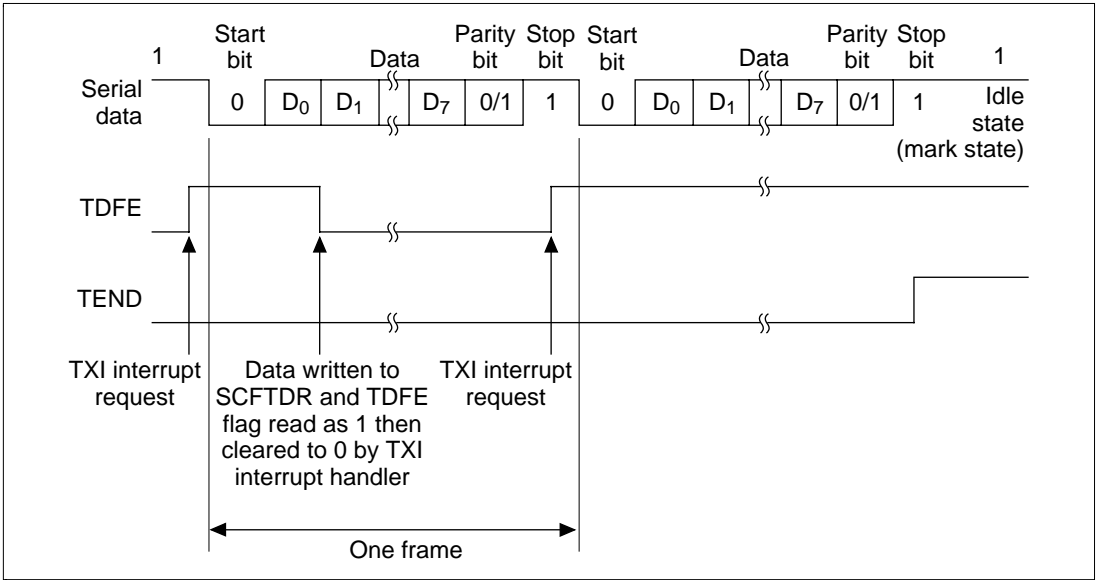 Start Parity Stop Start Parity Stop
1 bit Data bit bit bit Data bit bit 1
Serial data 0 D0 D1 D7 0/1 1 0 D0 D1 D7 0/1 1 Idle state (mark state)
TDFE
TEND
TXI interrupt
request
Data written to
SCFTDR and TDFE
flag read as 1 then
cleared to 0 by TXI
interrupt handler
TXI interrupt
request
One frame